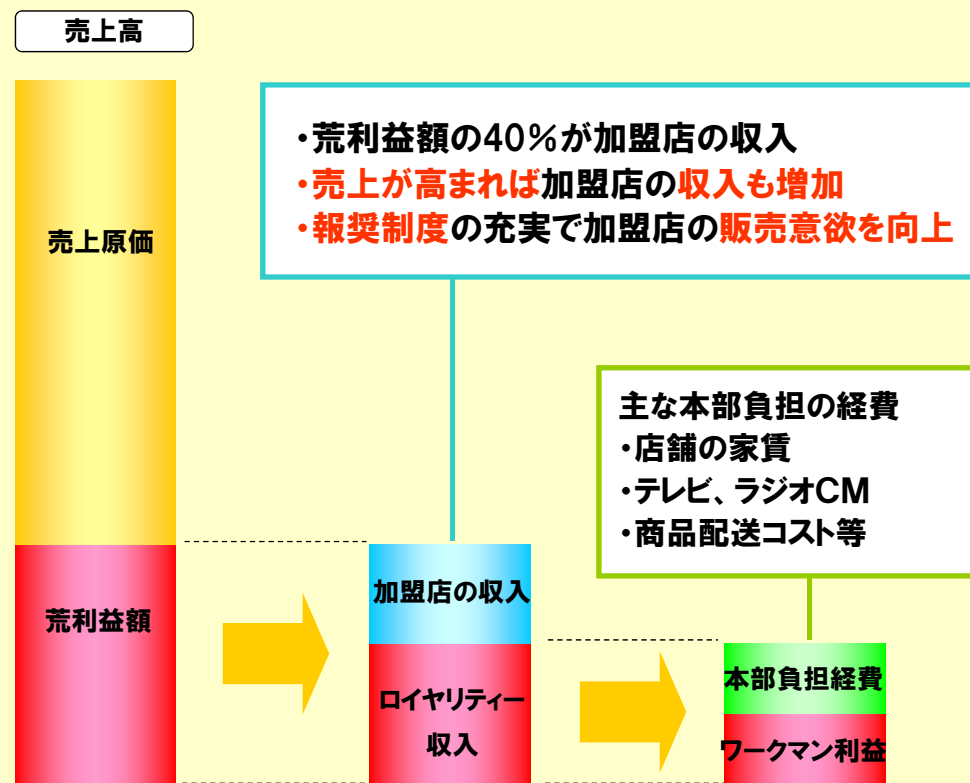 売上高
売上原価
荒利益額
・荒利益額の40%が加盟店の収入
・売上が高まれば加盟店の収入も増加
・報奨制度の充実で加盟店の販売意欲を向上
加盟店の収入
ロイヤリティー
収入
主な本部負担の経費
・店舗の家賃
・テレビ、ラジオCM
・商品配送コスト等
本部負担経費
ワークマン利益